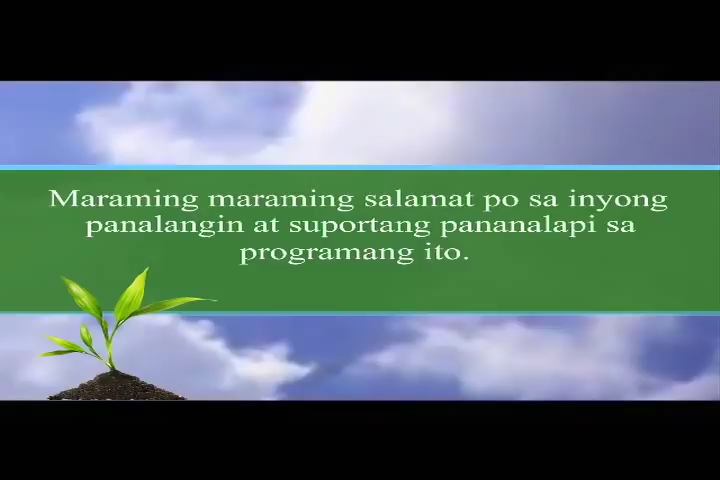 Maraming maraming salamat po sa inyong
panalangin at suportang pananalapi sa
programang ito.